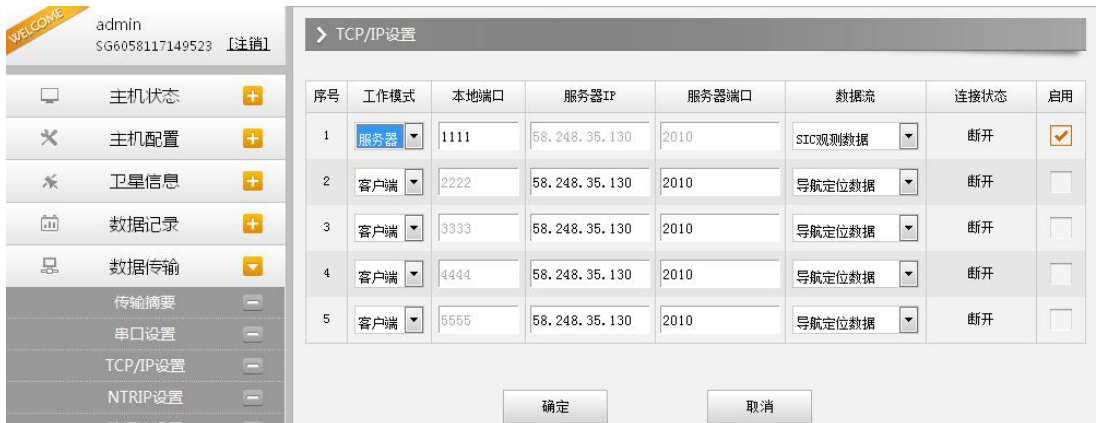 WELCOME
admin
SG6058117149523 [注销]
主机状态
主机配置
卫星信息
数据记录
数据传输
传输摘要
串口设置
TCP/IP设置
NTRIP设置
TCP/IP设置
序号 工作模式 本地端口 服务器IP 服务器端口 数据流 连接状态 启用
1 服务器 1111 58.248.35.130 2010 SIC观测数据 断开
2 客户端 2222 58.248.35.130 2010 导航定位数据 断开
3 客户端 3333 58.248.35.130 2010 导航定位数据 断开
4 客户端 4444 58.248.35.130 2010 导航定位数据 断开
5 客户端 5555 58.248.35.130 2010 导航定位数据 断开
确定 取消